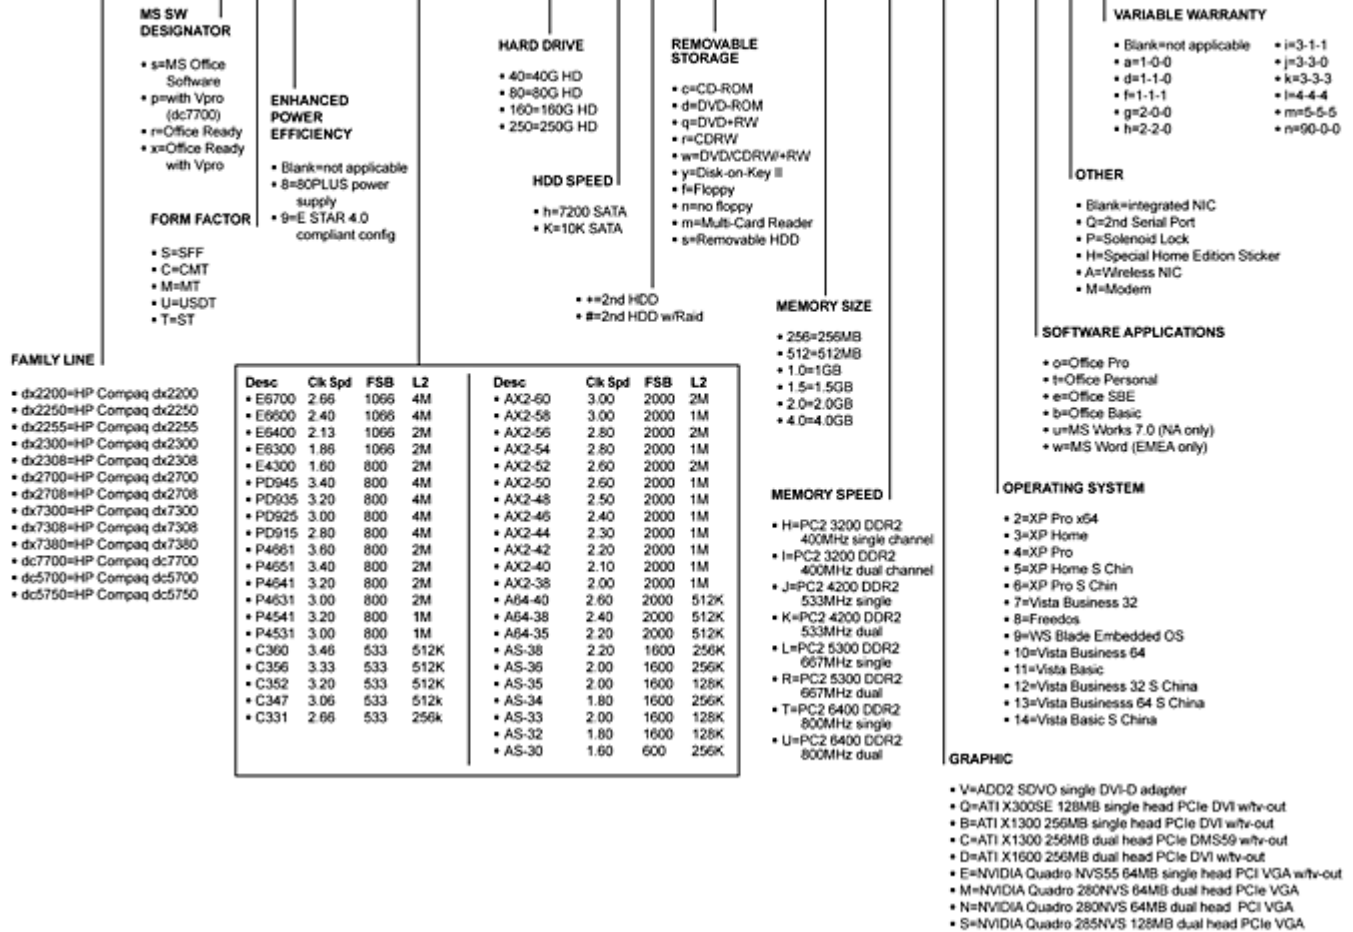 MS SW
DESIGNATOR
• s=MS Office
Software
• p=with Vpro
(dc7700)
• r=Office Ready
• x=Office Ready
with Vpro
FORM FACTOR
• S=SFF
• C=CMT
• M=MT
• U=USDT
• T=ST
ENHANCED
POWER
EFFICIENCY
• Blank=not applicable
• 8=80PLUS power
supply
• 9=E STAR 4.0
compliant config
HARD DRIVE
• 40=40G HD
• 80=80G HD
• 160=160G HD
• 250=250G HD
HDD SPEED
• h=7200 SATA
• K=10K SATA
• +=2nd HDD
• #=2nd HDD w/Raid
REMOVABLE
STORAGE
• c=CD-ROM
• d=DVD-ROM
• q=DVD+RW
• r=CDRW
• w=DVD/CDRW/+RW
• y=Disk-on-Key II
• f=Floppy
• n=no floppy
• m=Multi-Card Reader
• s=Removable HDD
VARIABLE WARRANTY
• Blank=not applicable
• a=1-0-0
• d=1-1-0
• f=1-1-1
• g=2-0-0
• h=2-2-0
• i=3-1-1
• j=3-3-0
• k=3-3-3
• l=4-4-4
• m=5-5-5
• n=90-0-0
OTHER
• Blank=integrated NIC
• Q=2nd Serial Port
• P=Solenoid Lock
• H=Special Home Edition Sticker
• A=Wireless NIC
• M=Modem
FAMILY LINE
• dx2200=HP Compaq dx2200
• dx2250=HP Compaq dx2250
• dx2255=HP Compaq dx2255
• dx2300=HP Compaq dx2300
• dx2308=HP Compaq dx2308
• dx2700=HP Compaq dx2700
• dx2708=HP Compaq dx2708
• dx7300=HP Compaq dx7300
• dx7308=HP Compaq dx7308
• dx7380=HP Compaq dx7380
• dc7700=HP Compaq dc7700
• dc5700=HP Compaq dc5700
• dc5750=HP Compaq dc5750
Desc Clk Spd FSB L2
• E6700 2.66 1066 4M
• E6600 2.40 1066 4M
• E6400 2.13 1066 2M
• E6300 1.86 1066 2M
• E4300 1.60 800 2M
• PD945 3.40 800 4M
• PD935 3.20 800 4M
• PD925 3.00 800 4M
• PD915 2.80 800 4M
• P4661 3.60 800 2M
• P4651 3.40 800 2M
• P4641 3.20 800 2M
• P4631 3.00 800 2M
• P4541 3.20 800 1M
• P4531 3.00 800 1M
• C360 3.46 533 512K
• C356 3.33 533 512K
• C352 3.20 533 512K
• C347 3.06 533 512k
• C331 2.66 533 256k
Desc Clk Spd FSB L2
• AX2-60 3.00 2000 2M
• AX2-58 3.00 2000 1M
• AX2-56 2.80 2000 2M
• AX2-54 2.80 2000 1M
• AX2-52 2.60 2000 2M
• AX2-50 2.60 2000 1M
• AX2-48 2.50 2000 1M
• AX2-46 2.40 2000 1M
• AX2-44 2.30 2000 1M
• AX2-42 2.20 2000 1M
• AX2-40 2.10 2000 1M
• AX2-38 2.00 2000 1M
• A64-40 2.60 2000 512K
• A64-38 2.40 2000 512K
• A64-35 2.20 2000 512K
• AS-38 2.20 1600 256K
• AS-36 2.00 1600 256K
• AS-35 2.00 1600 128K
• AS-34 1.80 1600 256K
• AS-33 2.00 1600 128K
• AS-32 1.80 1600 128K
• AS-30 1.60 600 256K
MEMORY SIZE
• 256=256MB
• 512=512MB
• 1.0=1GB
• 1.5=1.5GB
• 2.0=2.0GB
• 4.0=4.0GB
MEMORY SPEED
• H=PC2 3200 DDR2
400MHz single channel
• I=PC2 3200 DDR2
400MHz dual channel
• J=PC2 4200 DDR2
533MHz single
• K=PC2 4200 DDR2
533MHz dual
• L=PC2 5300 DDR2
667MHz single
• R=PC2 5300 DDR2
667MHz dual
• T=PC2 6400 DDR2
800MHz single
• U=PC2 6400 DDR2
800MHz dual
SOFTWARE APPLICATIONS
• o=Office Pro
• t=Office Personal
• e=Office SBE
• b=Office Basic
• u=MS Works 7.0 (NA only)
• w=MS Word (EMEA only)
OPERATING SYSTEM
• 2=XP Pro x64
• 3=XP Home
• 4=XP Pro
• 5=XP Home S Chin
• 6=XP Pro S Chin
• 7=Vista Business 32
• 8=Freedos
• 9=WS Blade Embedded OS
• 10=Vista Business 64
• 11=Vista Basic
• 12=Vista Business 32 S China
• 13=Vista Businesss 64 S China
• 14=Vista Basic S China
GRAPHIC
• V=ADD2 SDVO single DVI-D adapter
• Q=ATI X300SE 128MB single head PCIe DVI w/tv-out
• B=ATI X1300 256MB single head PCIe DVI w/tv-out
• C=ATI X1300 256MB dual head PCIe DMS59 w/tv-out
• D=ATI X1600 256MB dual head PCIe DVI w/tv-out
• E=NVIDIA Quadro NVS55 64MB single head PCI VGA w/tv-out
• M=NVIDIA Quadro 280NVS 64MB dual head PCIe VGA
• N=NVIDIA Quadro 280NVS 64MB dual head PCI VGA
• S=NVIDIA Quadro 285NVS 128MB dual head PCIe VGA